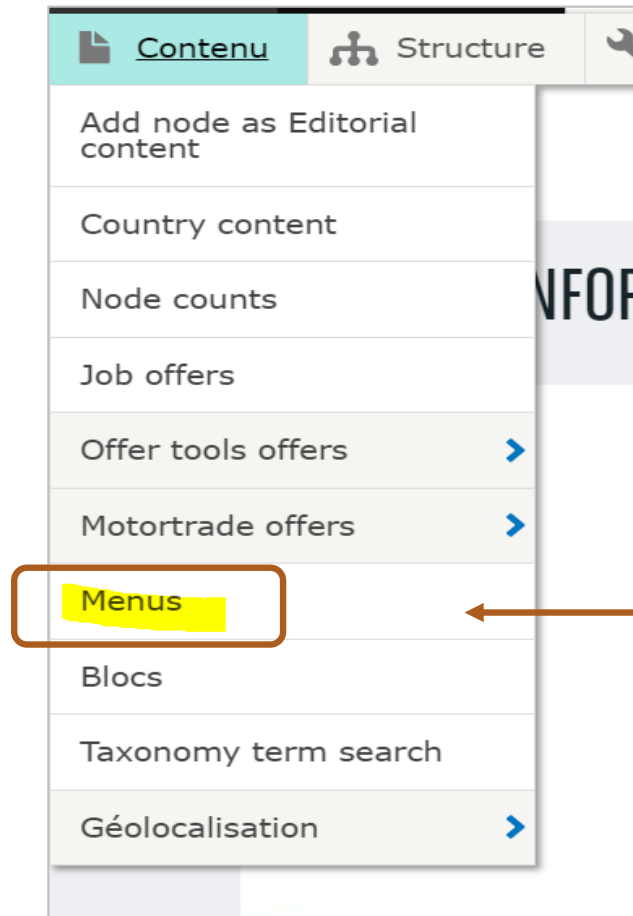 Contenu Structure
Add node as Editorial
content
Country content
Node counts
Job offers
Offer tools offers
Motortrade offers
Menus
Blocs
Taxonomy term search
Géolocalisation